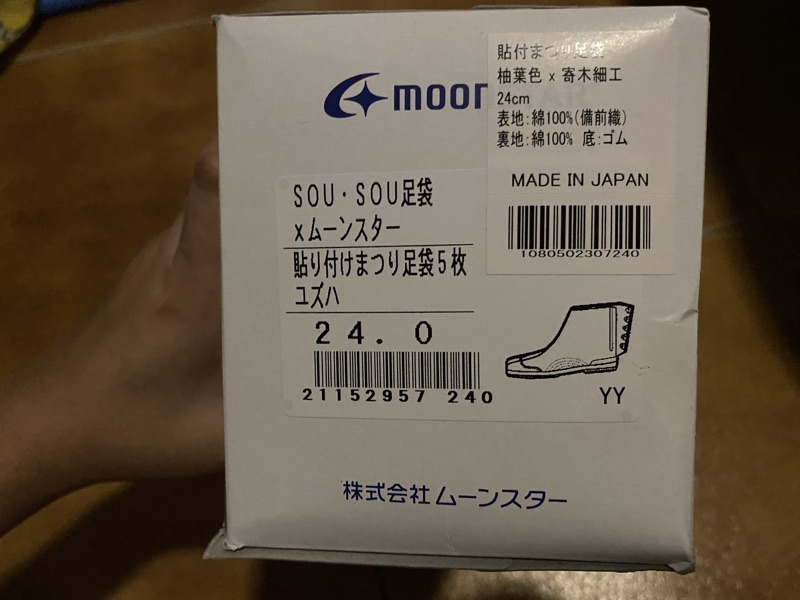 moon
貼付まつり足袋
柚葉色 x 寄木細工
24cm
表地:綿100%(備前織)
裏地:綿100% 底:ゴム
MADE IN JAPAN
1080502307240
SOU・SOU足袋
xムーンスター
貼り付けまつり足袋5枚
ユズハ
24.0
21152957 240
YY
株式会社ムーンスター